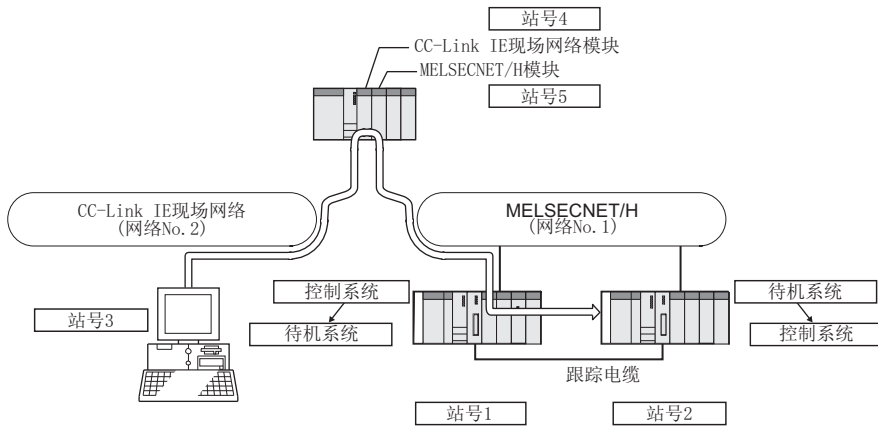 站号4
CC-Link IE现场网络模块
MELSECNET/H模块
站号5
CC-Link IE现场网络
(网络No.2)
MELSECNET/H
(网络No.1)
控制系统
待机系统
站号3
待机系统
控制系统
跟踪电缆
站号1
站号2